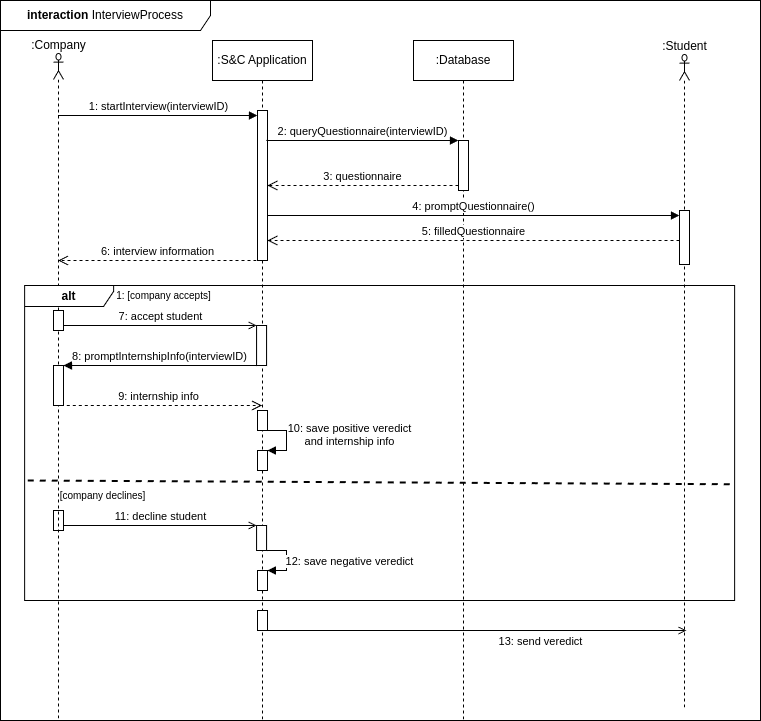 interaction InterviewProcess
:Company
:S&C Application
:Database
:Student
1: startInterview(interviewID)
2: queryQuestionnaire(interviewID)
3: questionnaire
4: promptQuestionnaire()
5: filledQuestionnaire
6: interview information
alt
1: [company accepts]
7: accept student
8: promptInternshipInfo(interviewID)
9: internship info
10: save positive veredict
and internship info
[company declines]
11: decline student
12: save negative veredict
13: send veredict